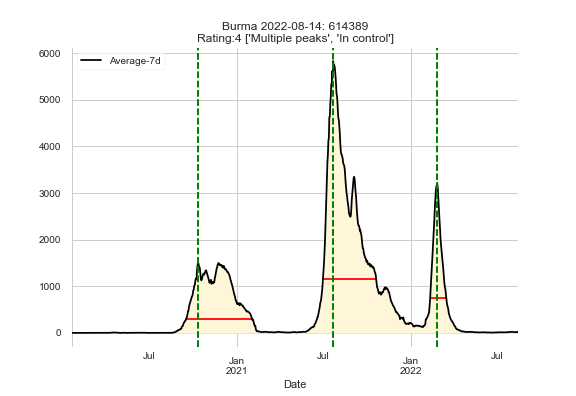 Burma 2022-08-14: 614389
Rating:4 ['Multiple peaks', 'In control']
Average-7d
6000
5000
4000
3000
2000
1000
0
Jul
Jan
2021
Jul
Jan
2022
Jul
Date